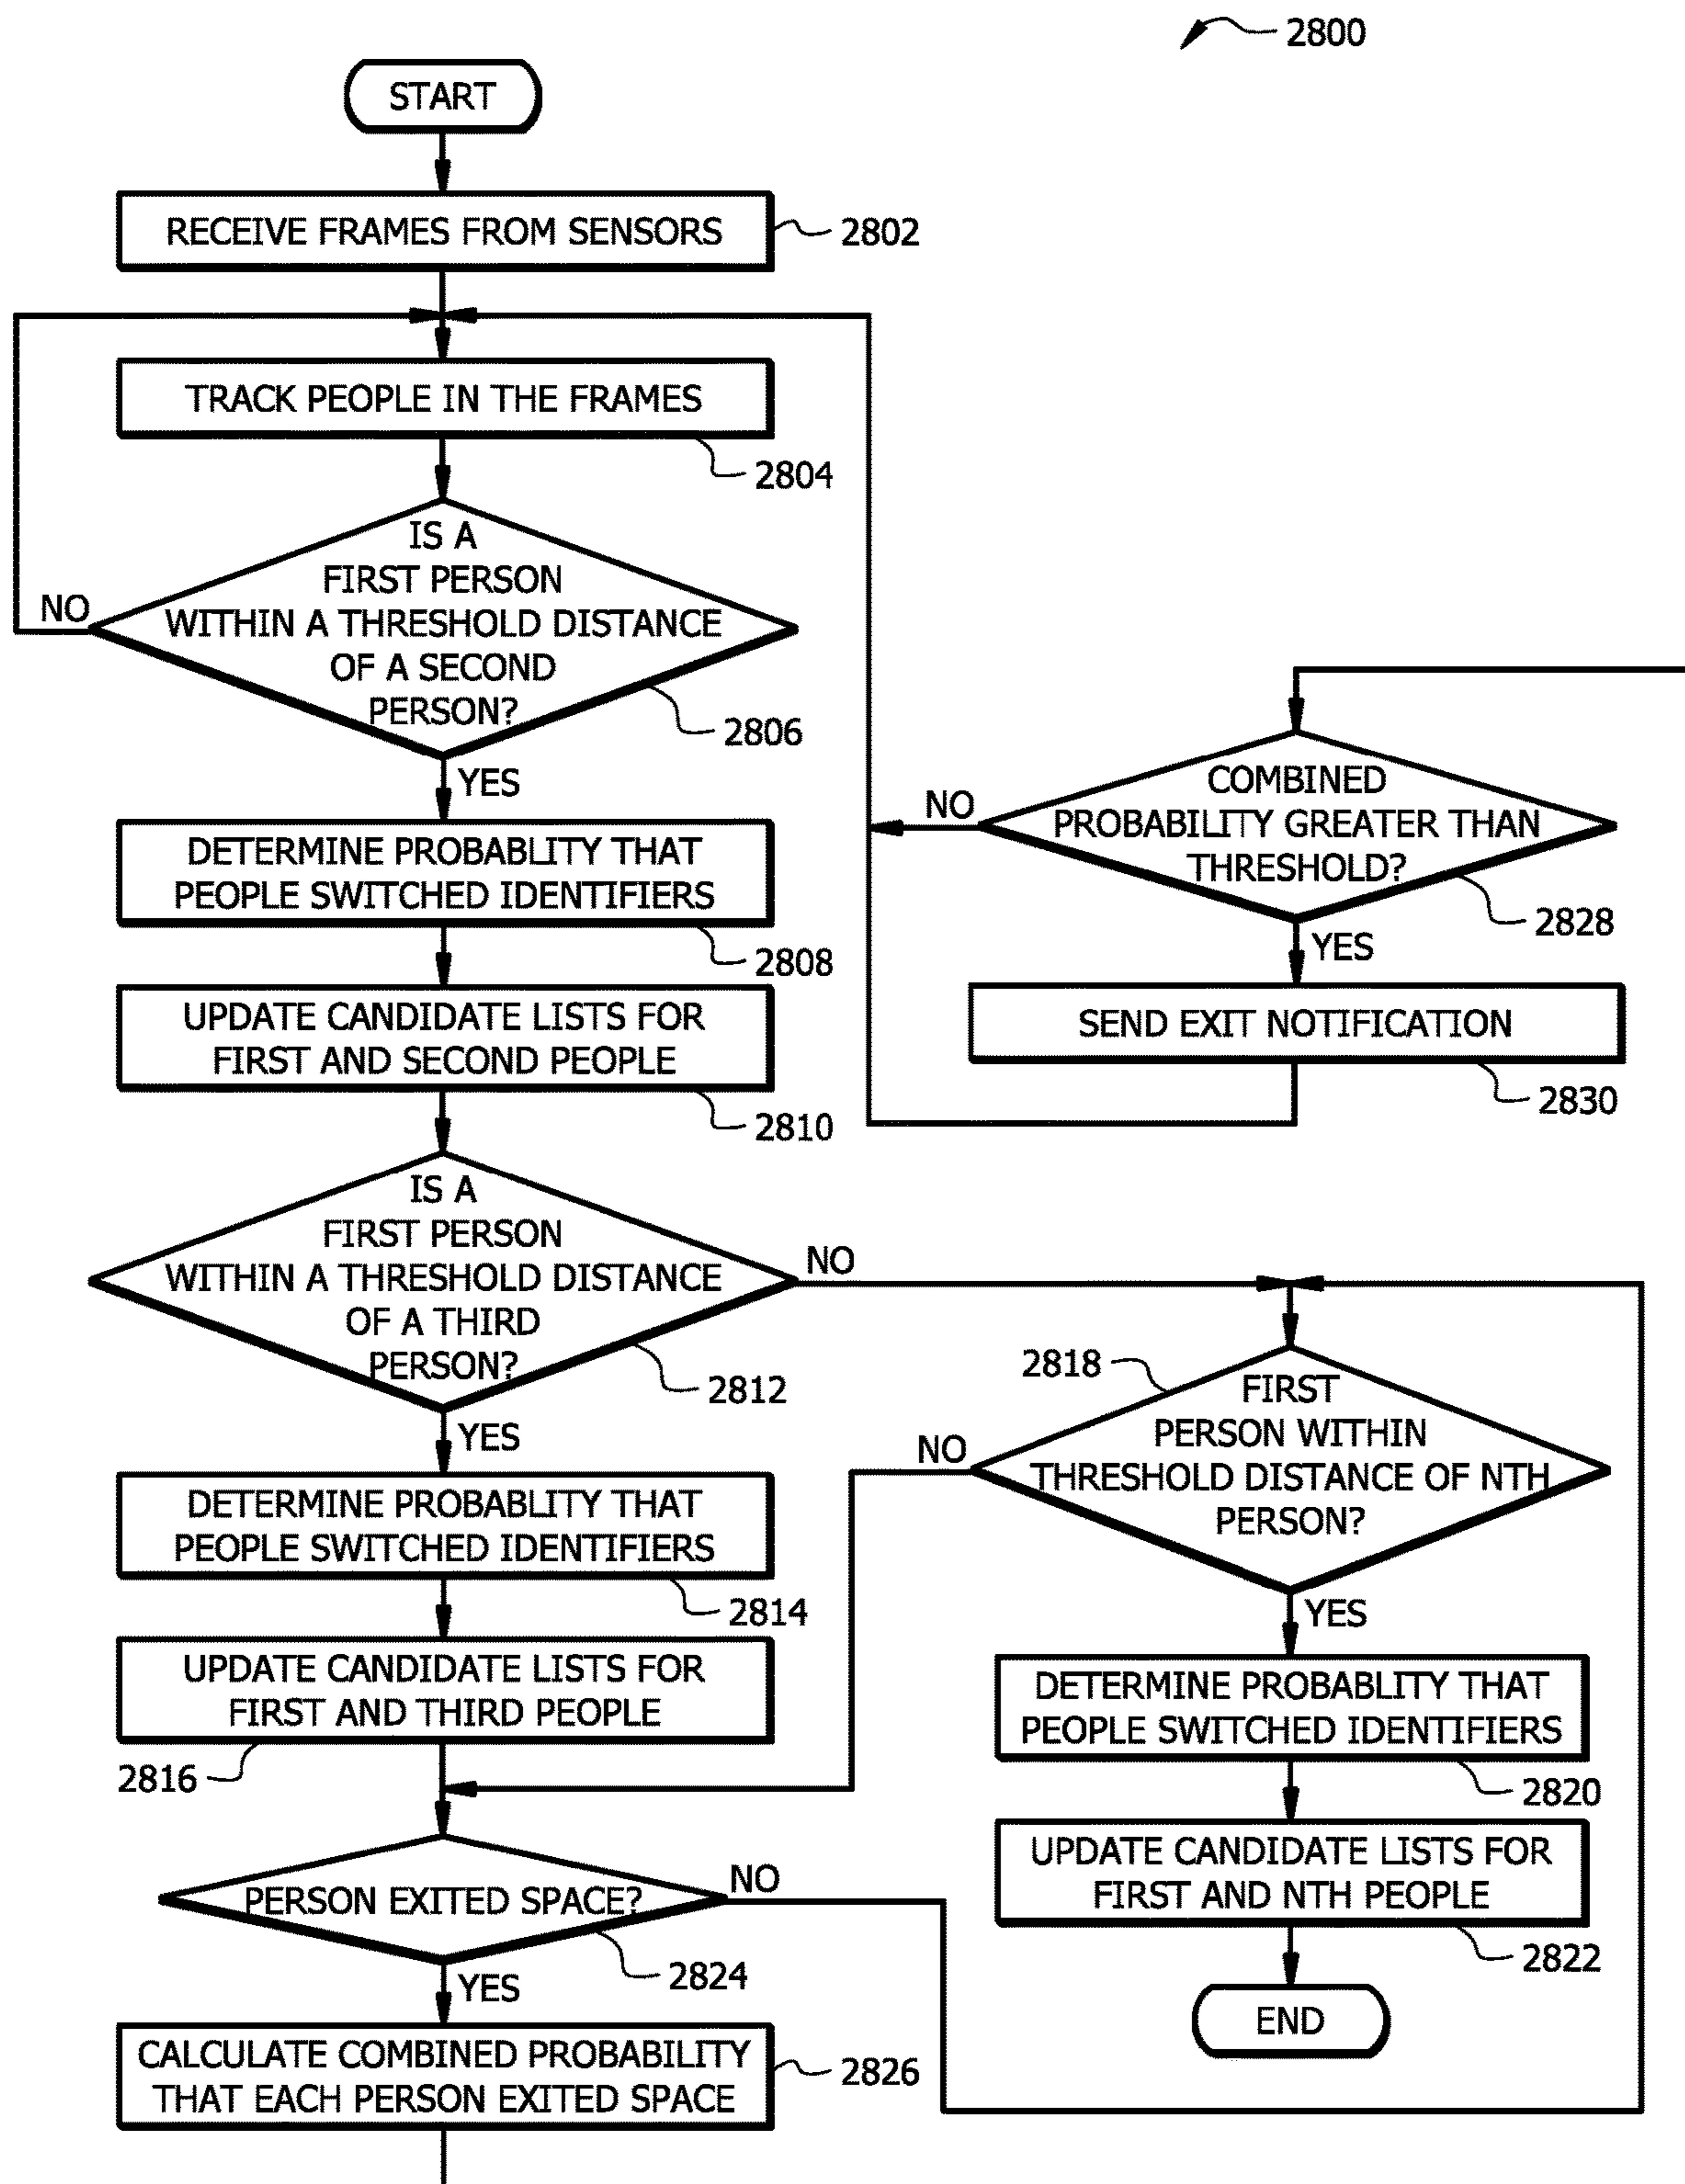 2800
START
RECEIVE FRAMES FROM SENSORS
2802
TRACK PEOPLE IN THE FRAMES
2804
IS A
FIRST PERSON
WITHIN A THRESHOLD DISTANCE
OF A SECOND
PERSON?
NO
2806
YES
DETERMINE PROBABLITY THAT
PEOPLE SWITCHED IDENTIFIERS
2808
UPDATE CANDIDATE LISTS FOR
FIRST AND SECOND PEOPLE
2810
IS A
FIRST PERSON
WITHIN A THRESHOLD DISTANCE
OF A THIRD
PERSON?
NO
2812
YES
DETERMINE PROBABLITY THAT
PEOPLE SWITCHED IDENTIFIERS
2814
UPDATE CANDIDATE LISTS FOR
FIRST AND THIRD PEOPLE
2816
PERSON EXITED SPACE?
NO
2824
YES
CALCULATE COMBINED PROBABILITY
THAT EACH PERSON EXITED SPACE
2826
COMBINED
PROBABILITY GREATER THAN
THRESHOLD?
NO
2828
YES
SEND EXIT NOTIFICATION
2830
2818
FIRST
PERSON WITHIN
THRESHOLD DISTANCE OF NTH
PERSON?
NO
YES
DETERMINE PROBABLITY THAT
PEOPLE SWITCHED IDENTIFIERS
2820
UPDATE CANDIDATE LISTS FOR
FIRST AND NTH PEOPLE
2822
END